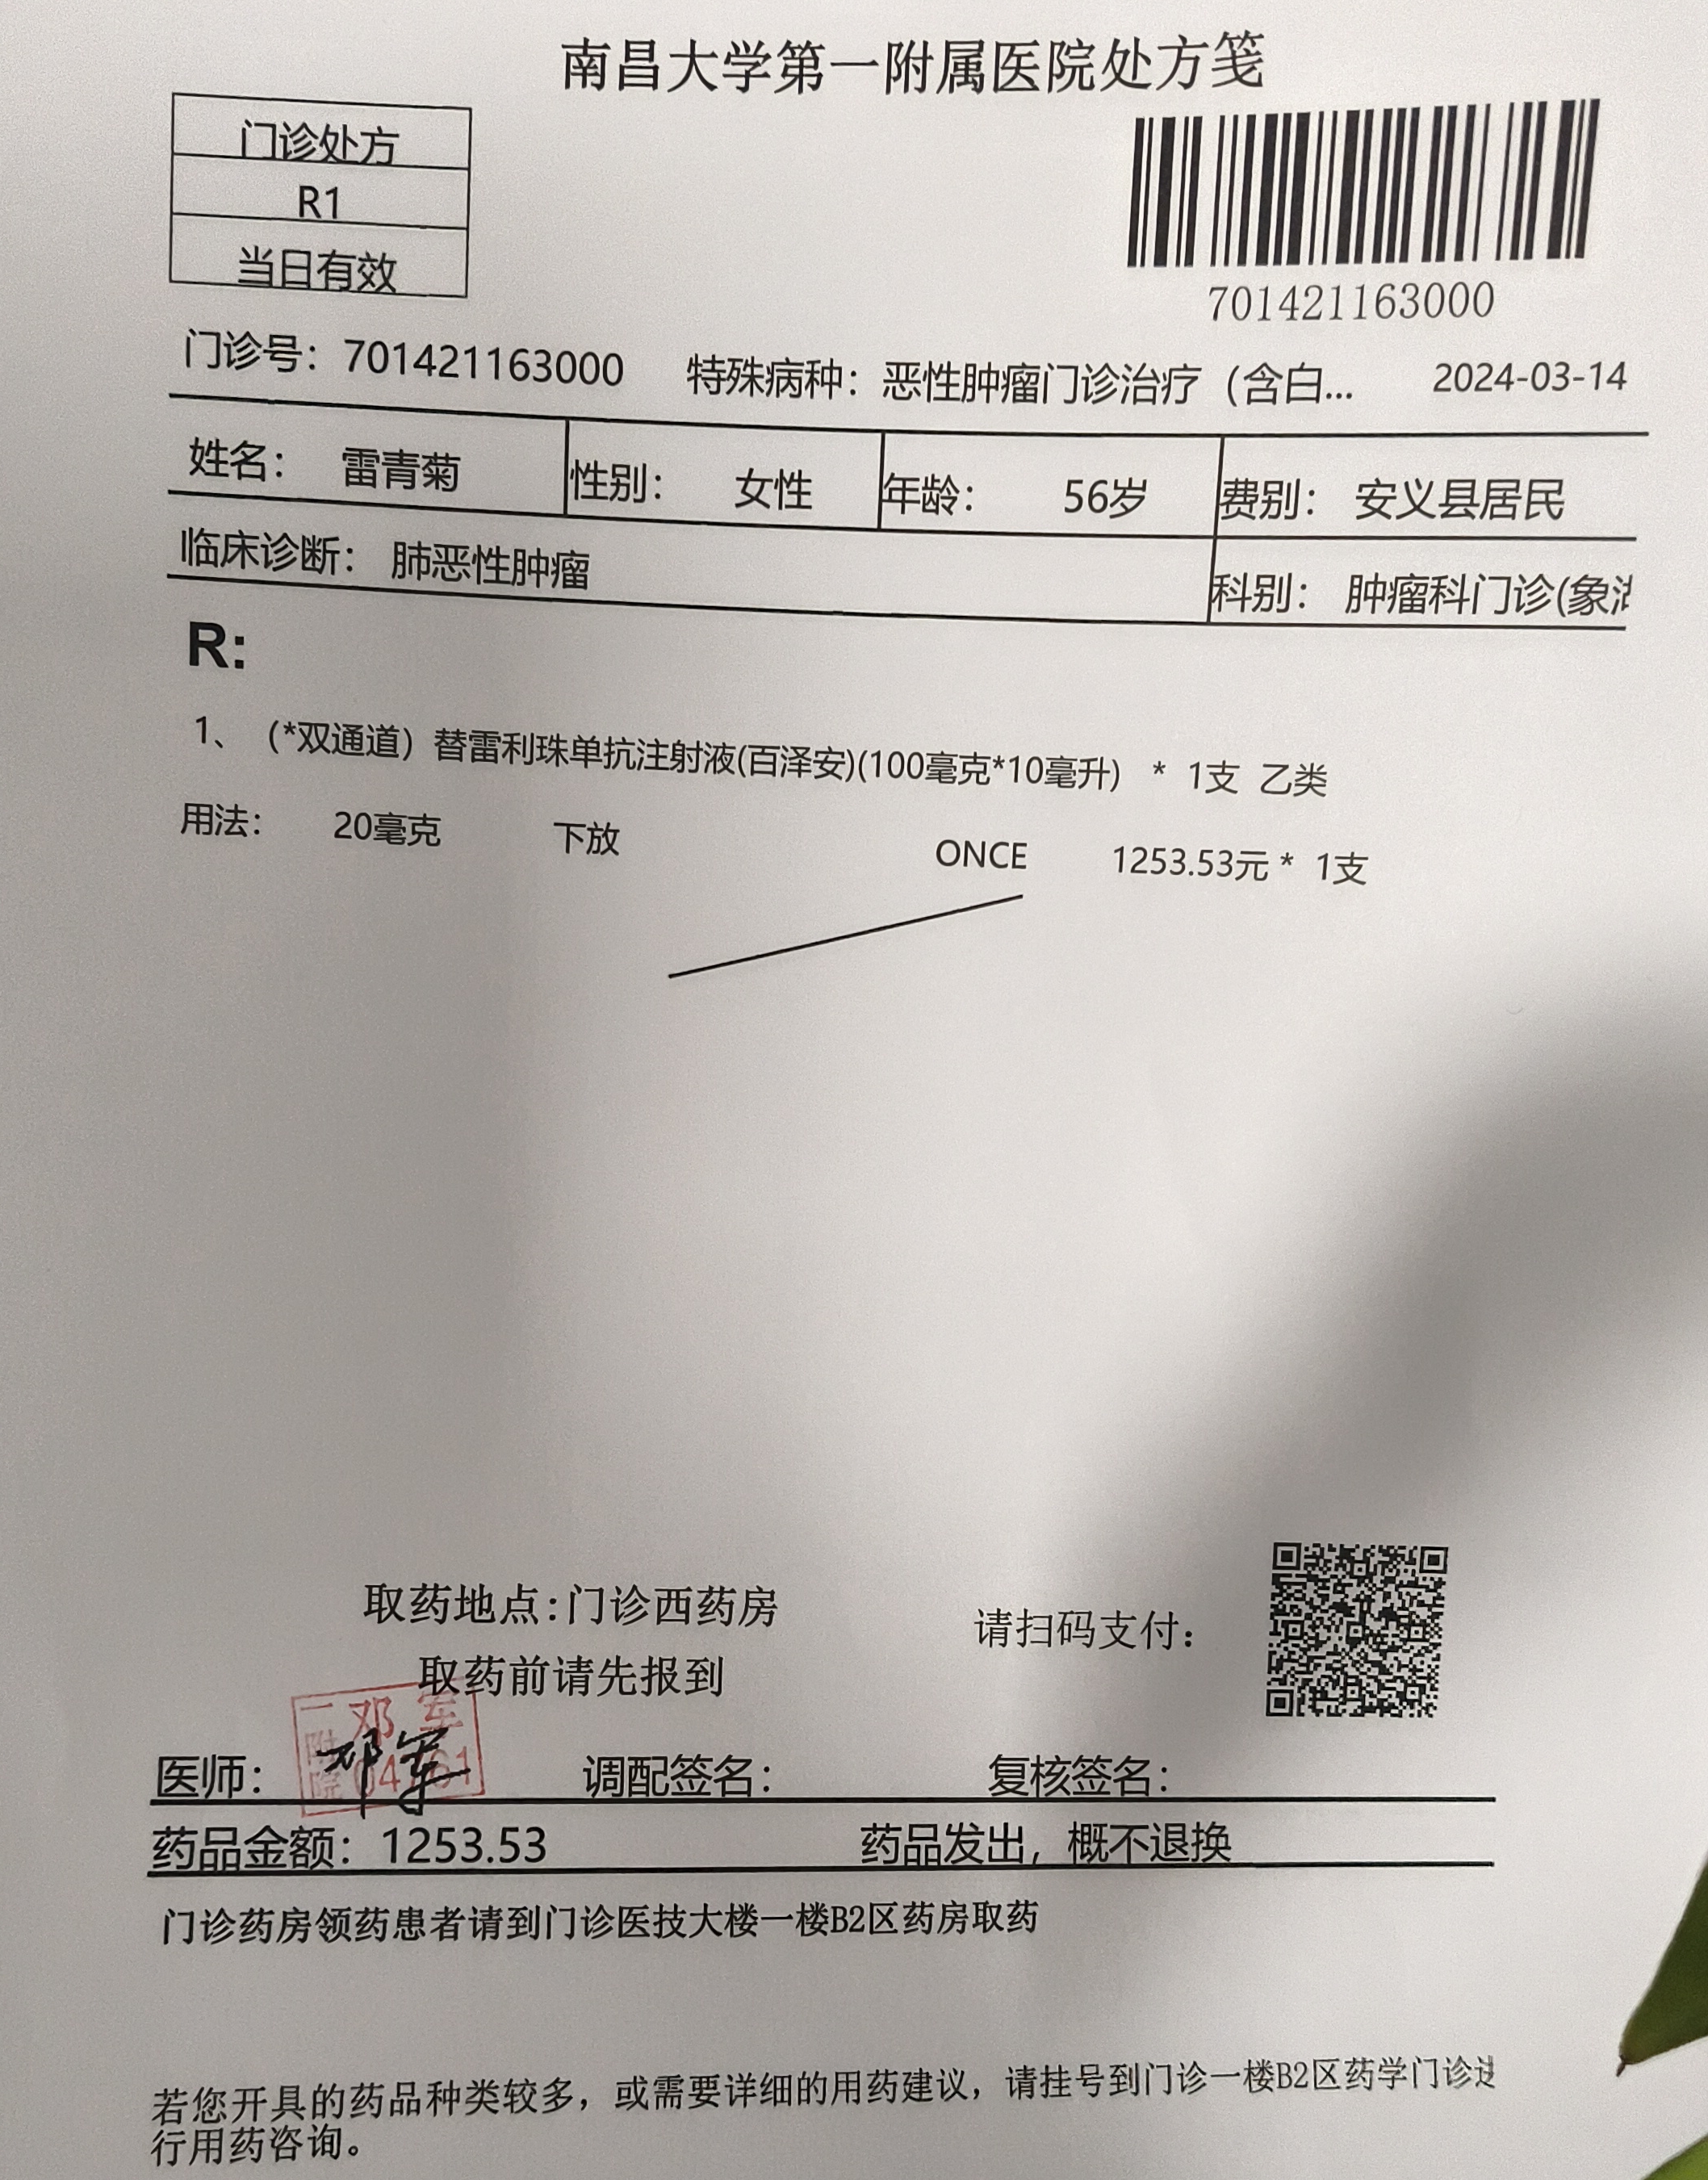 南昌大学第一附属医院处方笺
门诊处方
R1
当日有效
701421163000
门诊号：701421163000 特殊病种：恶性肿瘤门诊治疗（含白... 2024-03-14
姓名： 雷青菊 性别： 女性 年龄： 56岁 费别： 安义县居民
临床诊断： 肺恶性肿瘤 科别： 肿瘤科门诊(象
R:
1、（*双通道）替雷利珠单抗注射液(百泽安)(100毫克*10毫升) * 1支 乙类
用法： 20毫克 下放 ONCE 1253.53元 * 1支
取药地点:门诊西药房
请扫码支付：
取药前请先报到
一邓军
附院
医师： 邓军 调配签名： 复核签名：
药品金额：1253.53 药品发出，概不退换
门诊药房领药患者请到门诊医技大楼一楼B2区药房取药
若您开具的药品种类较多，或需要详细的用药建议，请挂号到门诊一楼B2区药学门诊
行用药咨询。